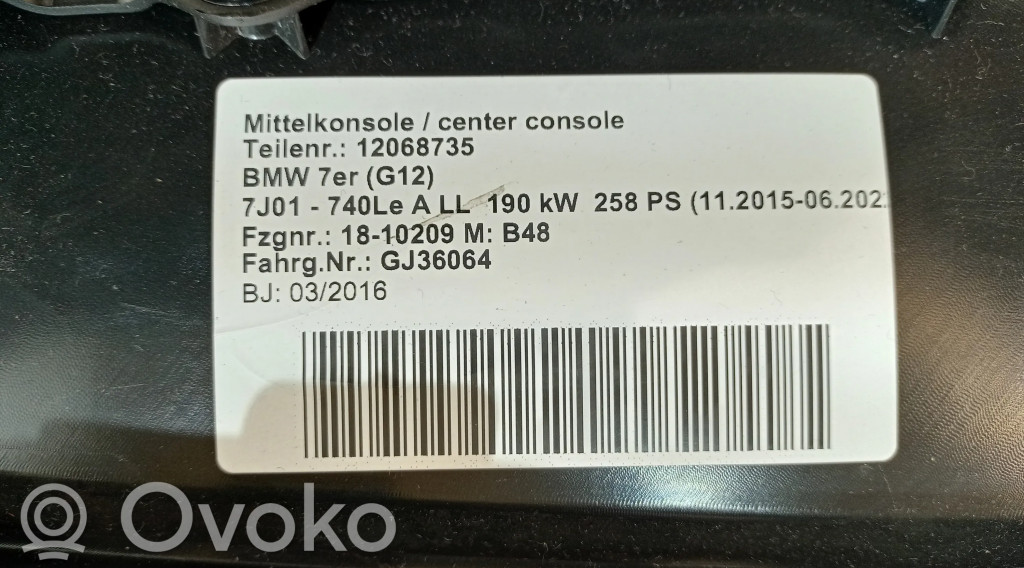 Mittelkonsole / center console
Teilenr.: 12068735
BMW 7er (G12)
7J01 - 740Le A LL 190 kW 258 PS (11.2015-06.202
Fzgnr.: 18-10209 M: B48
Fahrg.Nr.: GJ36064
BJ: 03/2016
Ovoko